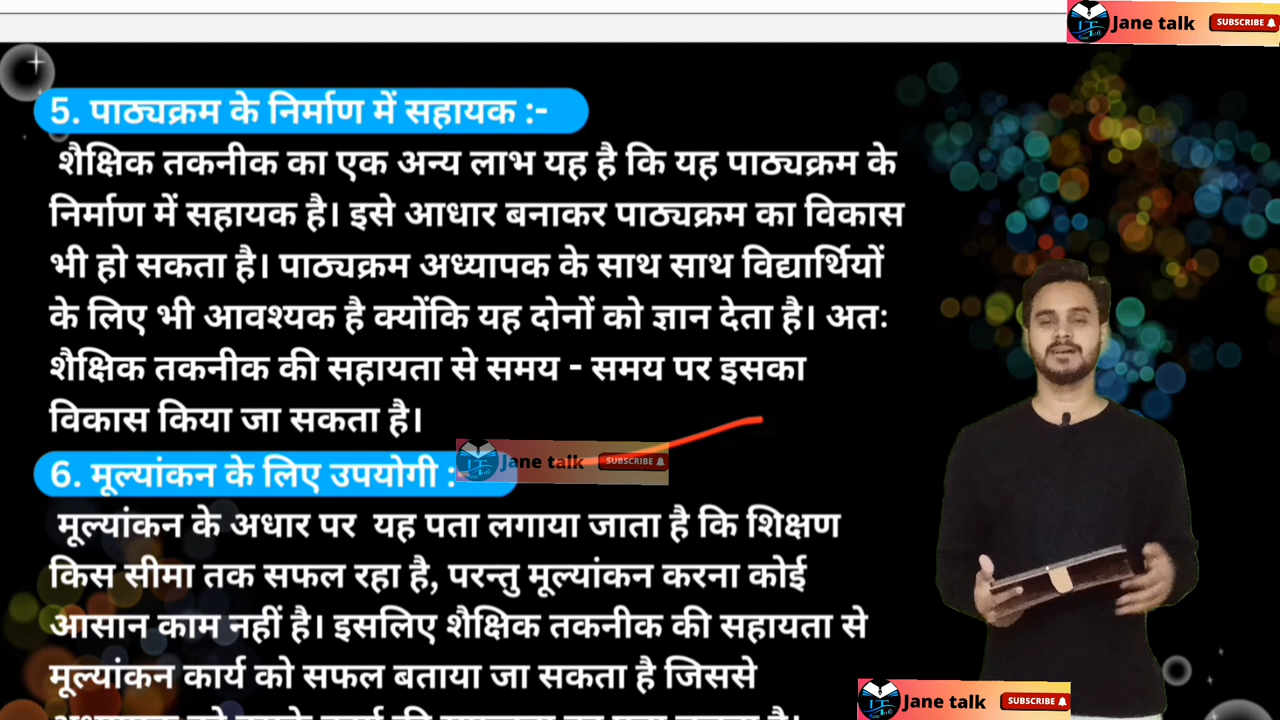 Jane talk SUBSCRIBE
5. पाठ्यक्रम के निर्माण में सहायक :-
शैक्षिक तकनीक का एक अन्य लाभ यह है कि यह पाठ्यक्रम के
निर्माण में सहायक है। इसे आधार बनाकर पाठ्यक्रम का विकास
भी हो सकता है। पाठ्यक्रम अध्यापक के साथ साथ विद्यार्थियों
के लिए भी आवश्यक है क्योंकि यह दोनों को ज्ञान देता है। अतः
शैक्षिक तकनीक की सहायता से समय - समय पर इसका
विकास किया जा सकता है।
6. मूल्यांकन के लिए उपयोगी :-
Jane talk SUBSCRIBE
मूल्यांकन के अधार पर यह पता लगाया जाता है कि शिक्षण
किस सीमा तक सफल रहा है, परन्तु मूल्यांकन करना कोई
आसान काम नहीं है। इसलिए शैक्षिक तकनीक की सहायता से
मूल्यांकन कार्य को सफल बताया जा सकता है जिससे
Jane talk SUBSCRIBE